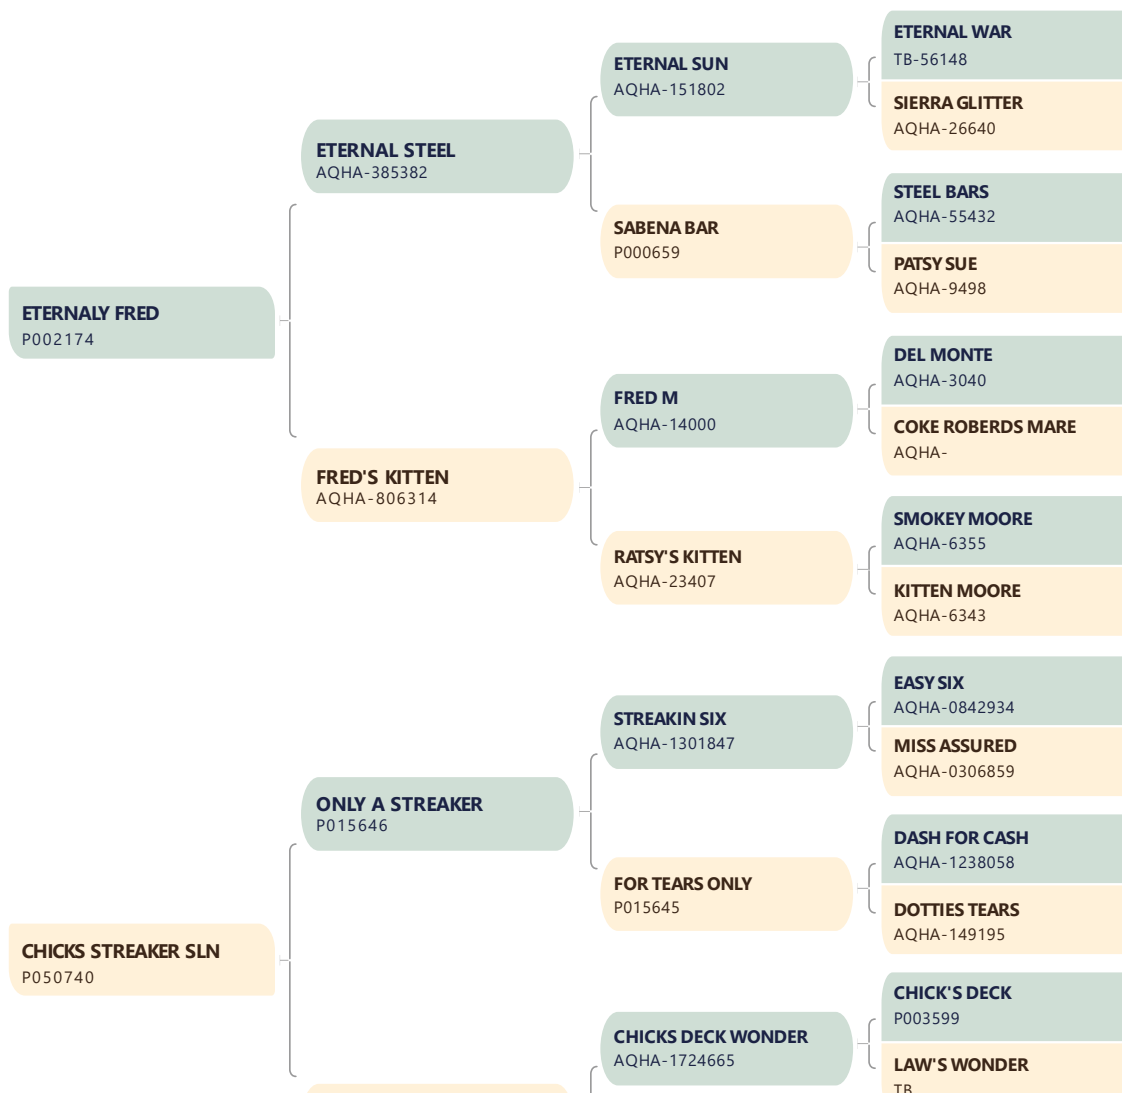 ETERNALY FRED
P002174
ETERNAL STEEL
AQHA-385382
ETERNAL SUN
AQHA-151802
ETERNAL WAR
TB-56148
SIERRA GLITTER
AQHA-26640
SABENA BAR
P000659
STEEL BARS
AQHA-55432
PATSY SUE
AQHA-9498
FRED'S KITTEN
AQHA-806314
FRED M
AQHA-14000
DEL MONTE
AQHA-3040
COKE ROBERDS MARE
AQHA-
RATSY'S KITTEN
AQHA-23407
SMOKEY MOORE
AQHA-6355
KITTEN MOORE
AQHA-6343
CHICKS STREAKER SLN
P050740
ONLY A STREAKER
P015646
STREAKIN SIX
AQHA-1301847
EASY SIX
AQHA-0842934
MISS ASSURED
AQHA-0306859
FOR TEARS ONLY
P015645
DASH FOR CASH
AQHA-1238058
DOTTIES TEARS
AQHA-149195
CHICKS DECK WONDER
AQHA-1724665
CHICK'S DECK
P003599
LAW'S WONDER
TB